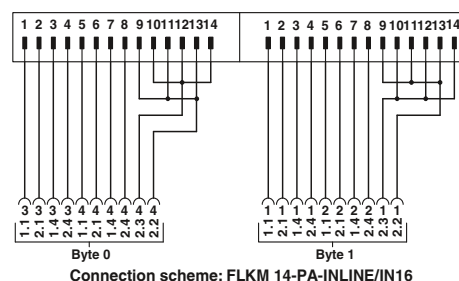 1 2 3 4 5 6 7 8 9 10 11 12 13 14
1 2 3 4 5 6 7 8 9 10 11 12 13 14
3 3 3 3 4 4 4 4 4 4
1.1 2.1 1.4 2.4 1.1 2.1 1.4 2.4 2.3 2.2
1 1 1 1 2 2 2 2 1 1
1.1 2.1 1.4 2.4 1.1 2.1 1.4 2.4 2.3 2.2
Byte 0
Byte 1
Connection scheme: FLKM 14-PA-INLINE/IN16